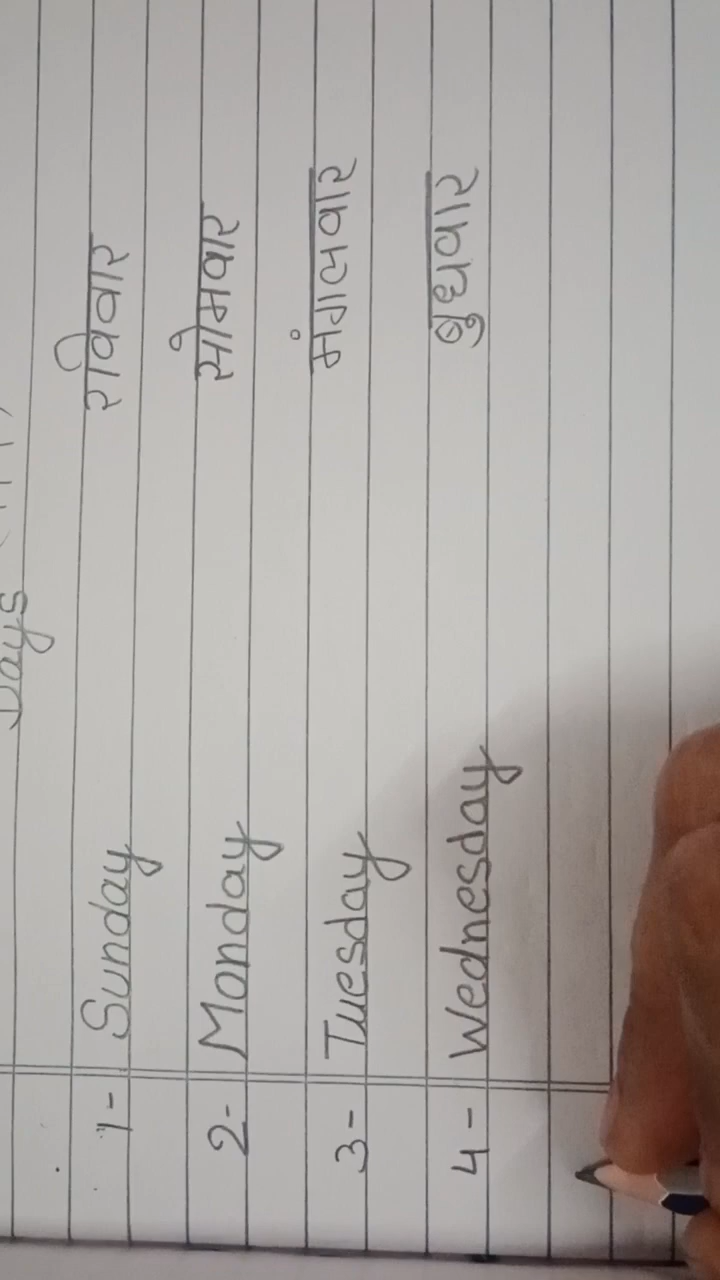 Days
1- Sunday रविवार
2- Monday सोमवार
3- Tuesday मंगलवार
4- Wednesday बुधवार